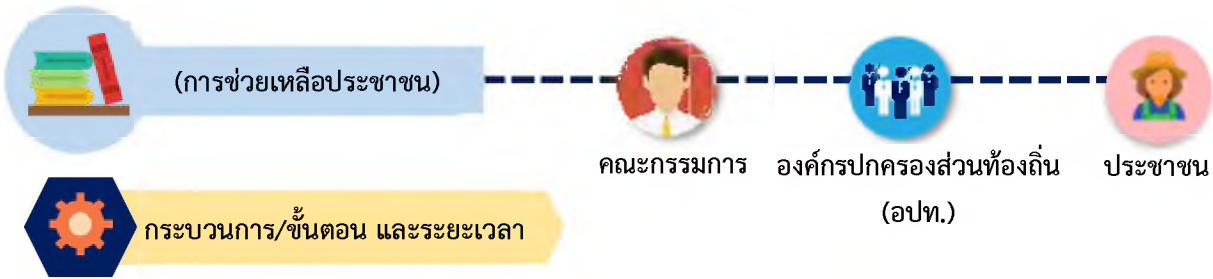 (การช่วยเหลือประชาชน)
คณะกรรมการ
องค์กรปกครองส่วนท้องถิ่น
(อปท.)
ประชาชน
กระบวนการ/ขั้นตอน และระยะเวลา